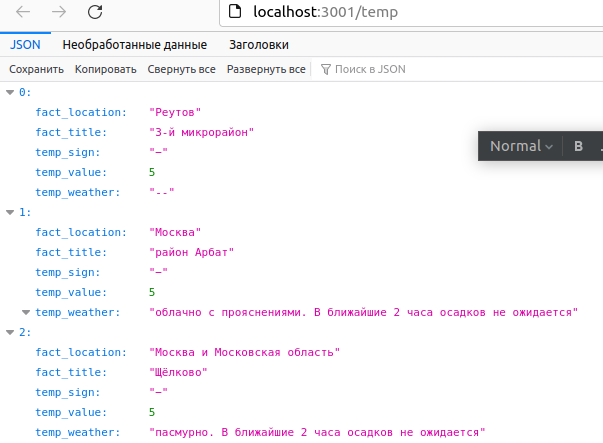 localhost:3001/temp
JSON Необработанные данные Заголовки
Сохранить Копировать Свернуть все Развернуть все Поиск в JSON
0:
fact_location: "Реутов"
fact_title: "3-й микрорайон"
temp_sign: "−"
temp_value: 5
temp_weather: "--"
Normal B
1:
fact_location: "Москва"
fact_title: "район Арбат"
temp_sign: "−"
temp_value: 5
temp_weather: "облачно с прояснениями. В ближайшие 2 часа осадков не ожидается"
2:
fact_location: "Москва и Московская область"
fact_title: "Щёлково"
temp_sign: "−"
temp_value: 5
temp_weather: "пасмурно. В ближайшие 2 часа осадков не ожидается"